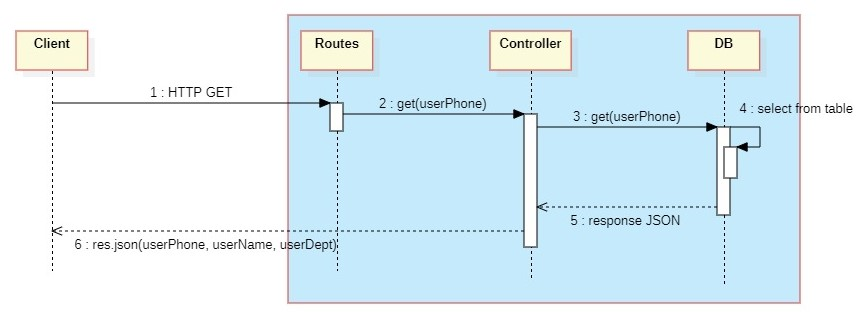 Client
Routes
Controller
DB
1 : HTTP GET
2 : get(userPhone)
3 : get(userPhone)
4 : select from table
5 : response JSON
6 : res.json(userPhone, userName, userDept)